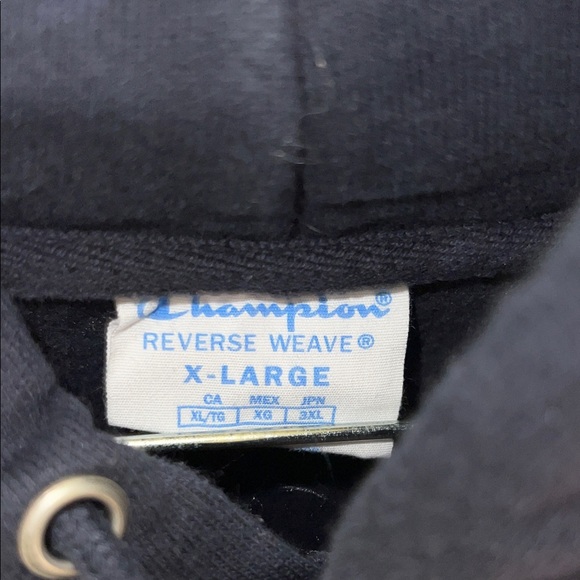 Champion®
REVERSE WEAVE®
X-LARGE
CA MEX JPN
XL/TG XG 3XL